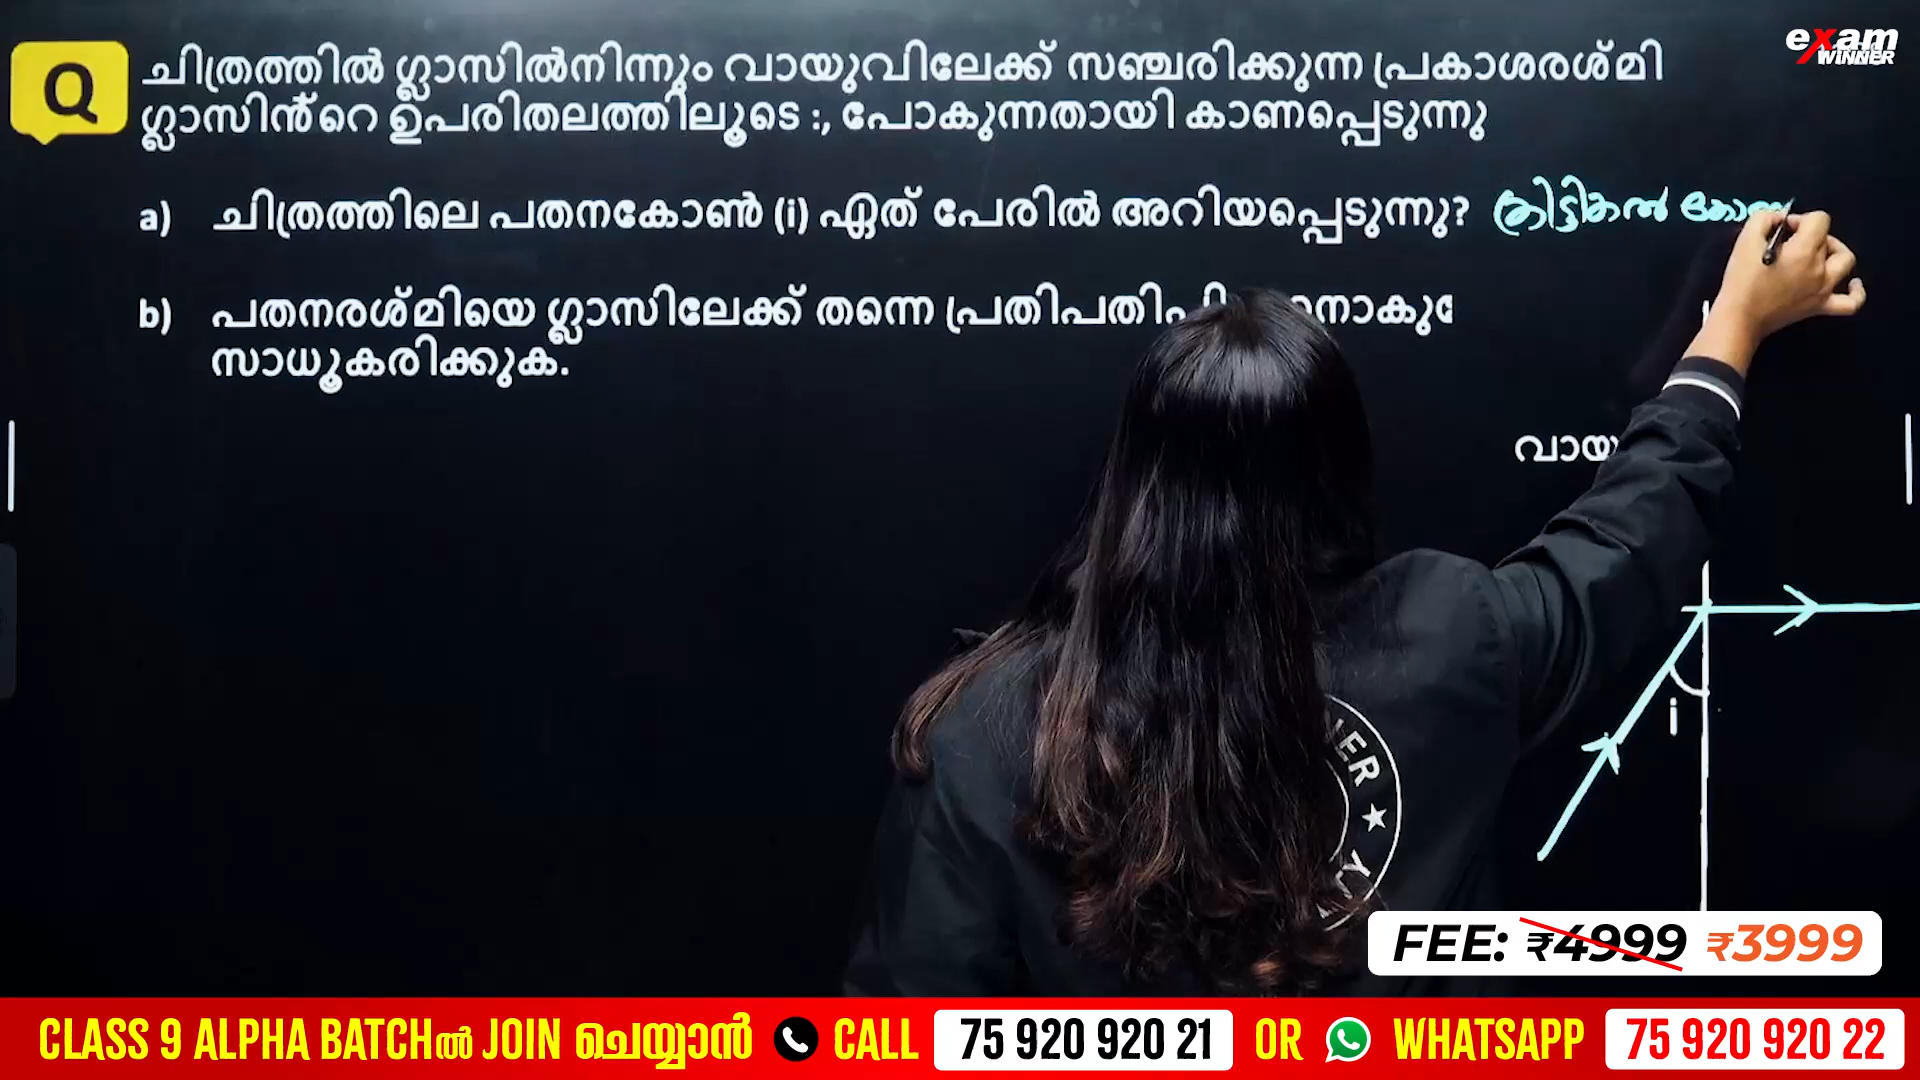 Q
exam
WINNER
ചിത്രത്തിൽ ഗ്ലാസിൽനിന്നും വായുവിലേക്ക് സഞ്ചരിക്കുന്ന പ്രകാശരശ്മി
ഗ്ലാസിൻ്റെ ഉപരിതലത്തിലൂടെ :, പോകുന്നതായി കാണപ്പെടുന്നു
a) ചിത്രത്തിലെ പതനകോൺ (i) ഏത് പേരിൽ അറിയപ്പെടുന്നു? ക്രിട്ടികൽ
b) പതനരശ്മിയെ ഗ്ലാസിലേക്ക് തന്നെ
സാധൂകരിക്കുക.
i
FEE: ₹4999 ₹3999
CLASS 9 ALPHA BATCHൽ JOIN ചെയ്യാൻ CALL 75 920 920 21 OR WHATSAPP 75 920 920 22